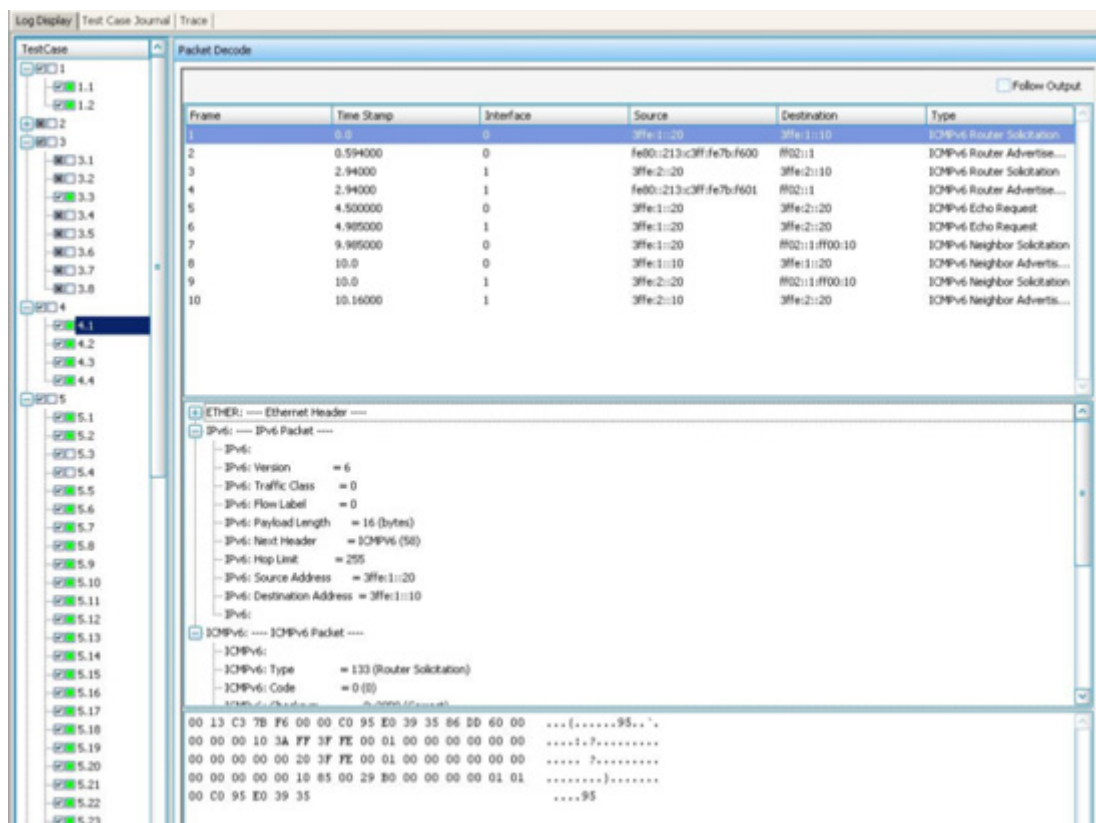 Log Display Test Case Journal Trace
TestCase
1
1.1
1.2
2
3
3.1
3.2
3.3
3.4
3.5
3.6
3.7
3.8
4
4.1
4.2
4.3
4.4
5
5.1
5.2
5.3
5.4
5.5
5.6
5.7
5.8
5.9
5.10
5.11
5.12
5.13
5.14
5.15
5.16
5.17
5.18
5.19
5.20
5.21
5.22
5.23
Packet Decode
Follow Output
Frame Time Stamp Interface Source Destination Type
1 0.0 0 3ffe:1::20 3ffe:1::10 ICMPv6 Router Solicitation
2 0.594000 0 fe80::213:c3ff:fe7b:f600 ff02::1 ICMPv6 Router Advertise....
3 2.94000 1 3ffe:2::20 3ffe:2::10 ICMPv6 Router Solicitation
4 2.94000 1 fe80::213:c3ff:fe7b:f601 ff02::1 ICMPv6 Router Advertise....
5 4.500000 0 3ffe:1::20 3ffe:2::20 ICMPv6 Echo Request
6 4.985000 1 3ffe:1::20 3ffe:2::20 ICMPv6 Echo Request
7 9.985000 0 3ffe:1::20 ff02::1:ff00:10 ICMPv6 Neighbor Solicitation
8 10.0 0 3ffe:1::10 3ffe:1::20 ICMPv6 Neighbor Advertis....
9 10.0 1 3ffe:2::20 ff02::1:ff00:10 ICMPv6 Neighbor Solicitation
10 10.16000 1 3ffe:2::10 3ffe:2::20 ICMPv6 Neighbor Advertis....
ETHER: ---- Ethernet Header ----
IPv6: ---- IPv6 Packet ----
IPv6:
IPv6: Version = 6
IPv6: Traffic Class = 0
IPv6: Flow Label = 0
IPv6: Payload Length = 16 (bytes)
IPv6: Next Header = ICMPV6 (58)
IPv6: Hop Limit = 255
IPv6: Source Address = 3ffe:1::20
IPv6: Destination Address = 3ffe:1::10
IPv6:
ICMPv6: ---- ICMPv6 Packet ----
ICMPv6:
ICMPv6: Type = 133 (Router Solicitation)
ICMPv6: Code = 0 (0)
00 13 C3 7B F6 00 00 C0 95 E0 39 35 86 DD 60 00 ...{......95..`.
00 00 00 10 3A FF 3F FE 00 01 00 00 00 00 00 00 ....:.?.........
00 00 00 00 00 20 3F FE 00 01 00 00 00 00 00 00 ..... ?.........
00 00 00 00 00 10 85 00 29 B0 00 00 00 00 01 01 ........).......
00 C0 95 E0 39 35 ....95